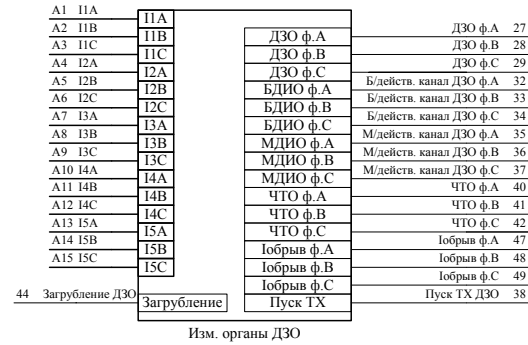 A1 I1A
A2 I1B
A3 I1C
A4 I2A
A5 I2B
A6 I2C
A7 I3A
A8 I3B
A9 I3C
A10 I4A
A11 I4B
A12 I4C
A13 I5A
A14 I5B
A15 I5C
44 Загрубление ДЗО
I1A
I1B
I1C
I2A
I2B
I2C
I3A
I3B
I3C
I4A
I4B
I4C
I5A
I5B
I5C
Загрубление
ДЗО ф.А
ДЗО ф.В
ДЗО ф.С
БДИО ф.А
БДИО ф.В
БДИО ф.С
МДИО ф.А
МДИО ф.В
МДИО ф.С
ЧТО ф.А
ЧТО ф.В
ЧТО ф.С
Iобрыв ф.А
Iобрыв ф.В
Iобрыв ф.С
Пуск ТХ
ДЗО ф.А 27
ДЗО ф.В 28
ДЗО ф.С 29
Б/действ. канал ДЗО ф.А 32
Б/действ. канал ДЗО ф.В 33
Б/действ. канал ДЗО ф.С 34
М/действ. канал ДЗО ф.А 35
М/действ. канал ДЗО ф.В 36
М/действ. канал ДЗО ф.С 37
ЧТО ф.А 40
ЧТО ф.В 41
ЧТО ф.С 42
Iобрыв ф.А 47
Iобрыв ф.В 48
Iобрыв ф.С 49
Пуск ТХ ДЗО 38
Изм. органы ДЗО